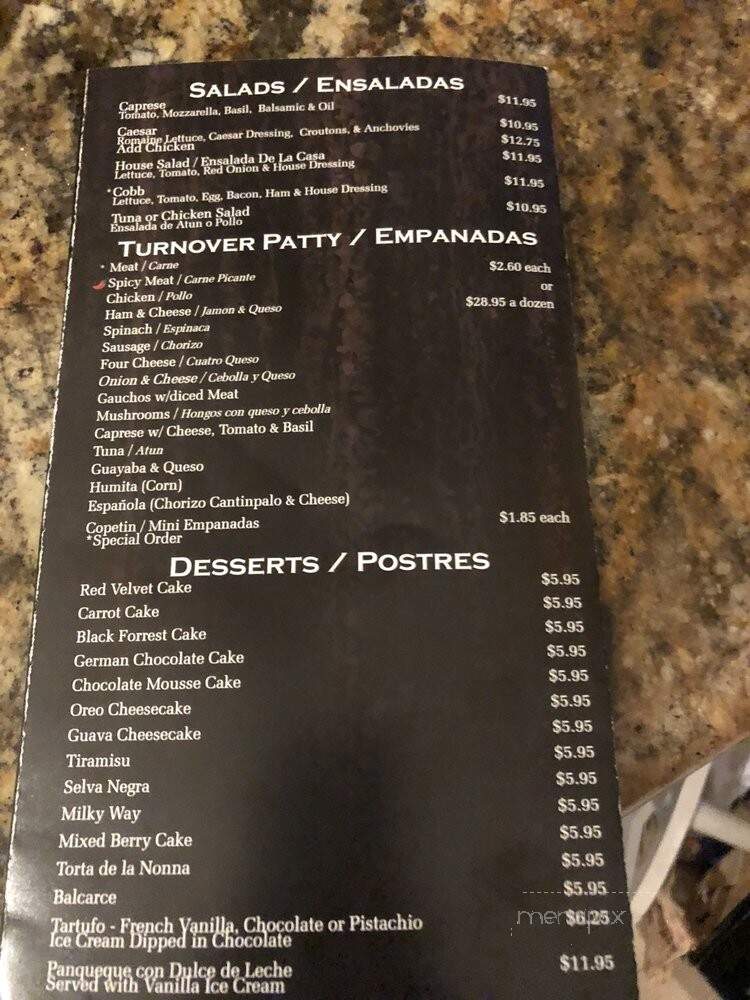 SALADS / ENSALADAS
Caprese $11.95
Tomato, Mozzarella, Basil, Balsamic & Oil
Caesar $10.95
Romaine Lettuce, Caesar Dressing, Croutons, & Anchovies
Add Chicken $12.75
House Salad / Ensalada De La Casa $11.95
Lettuce, Tomato, Red Onion & House Dressing
*Cobb $11.95
Lettuce, Tomato, Egg, Bacon, Ham & House Dressing
Tuna or Chicken Salad $10.95
Ensalada de Atun o Pollo
TURNOVER PATTY / EMPANADAS
* Meat / Carne $2.60 each
Spicy Meat / Carne Picante or
Chicken / Pollo $28.95 a dozen
Ham & Cheese / Jamon & Queso
Spinach / Espinaca
Sausage / Chorizo
Four Cheese / Cuatro Queso
Onion & Cheese / Cebolla y Queso
Gauchos w/diced Meat
Mushrooms / Hongos con queso y cebolla
Caprese w/ Cheese, Tomato & Basil
Tuna / Atun
Guayaba & Queso
Humita (Corn)
Española (Chorizo Cantinpalo & Cheese)
Copetin / Mini Empanadas $1.85 each
*Special Order
DESSERTS / POSTRES
Red Velvet Cake $5.95
Carrot Cake $5.95
Black Forrest Cake $5.95
German Chocolate Cake $5.95
Chocolate Mousse Cake $5.95
Oreo Cheesecake $5.95
Guava Cheesecake $5.95
Tiramisu $5.95
Selva Negra $5.95
Milky Way $5.95
Mixed Berry Cake $5.95
Torta de la Nonna $5.95
Balcarce $5.95
Tartufo - French Vanilla, Chocolate or Pistachio $6.25
Ice Cream Dipped in Chocolate
Panqueque con Dulce de Leche $11.95
Served with Vanilla Ice Cream